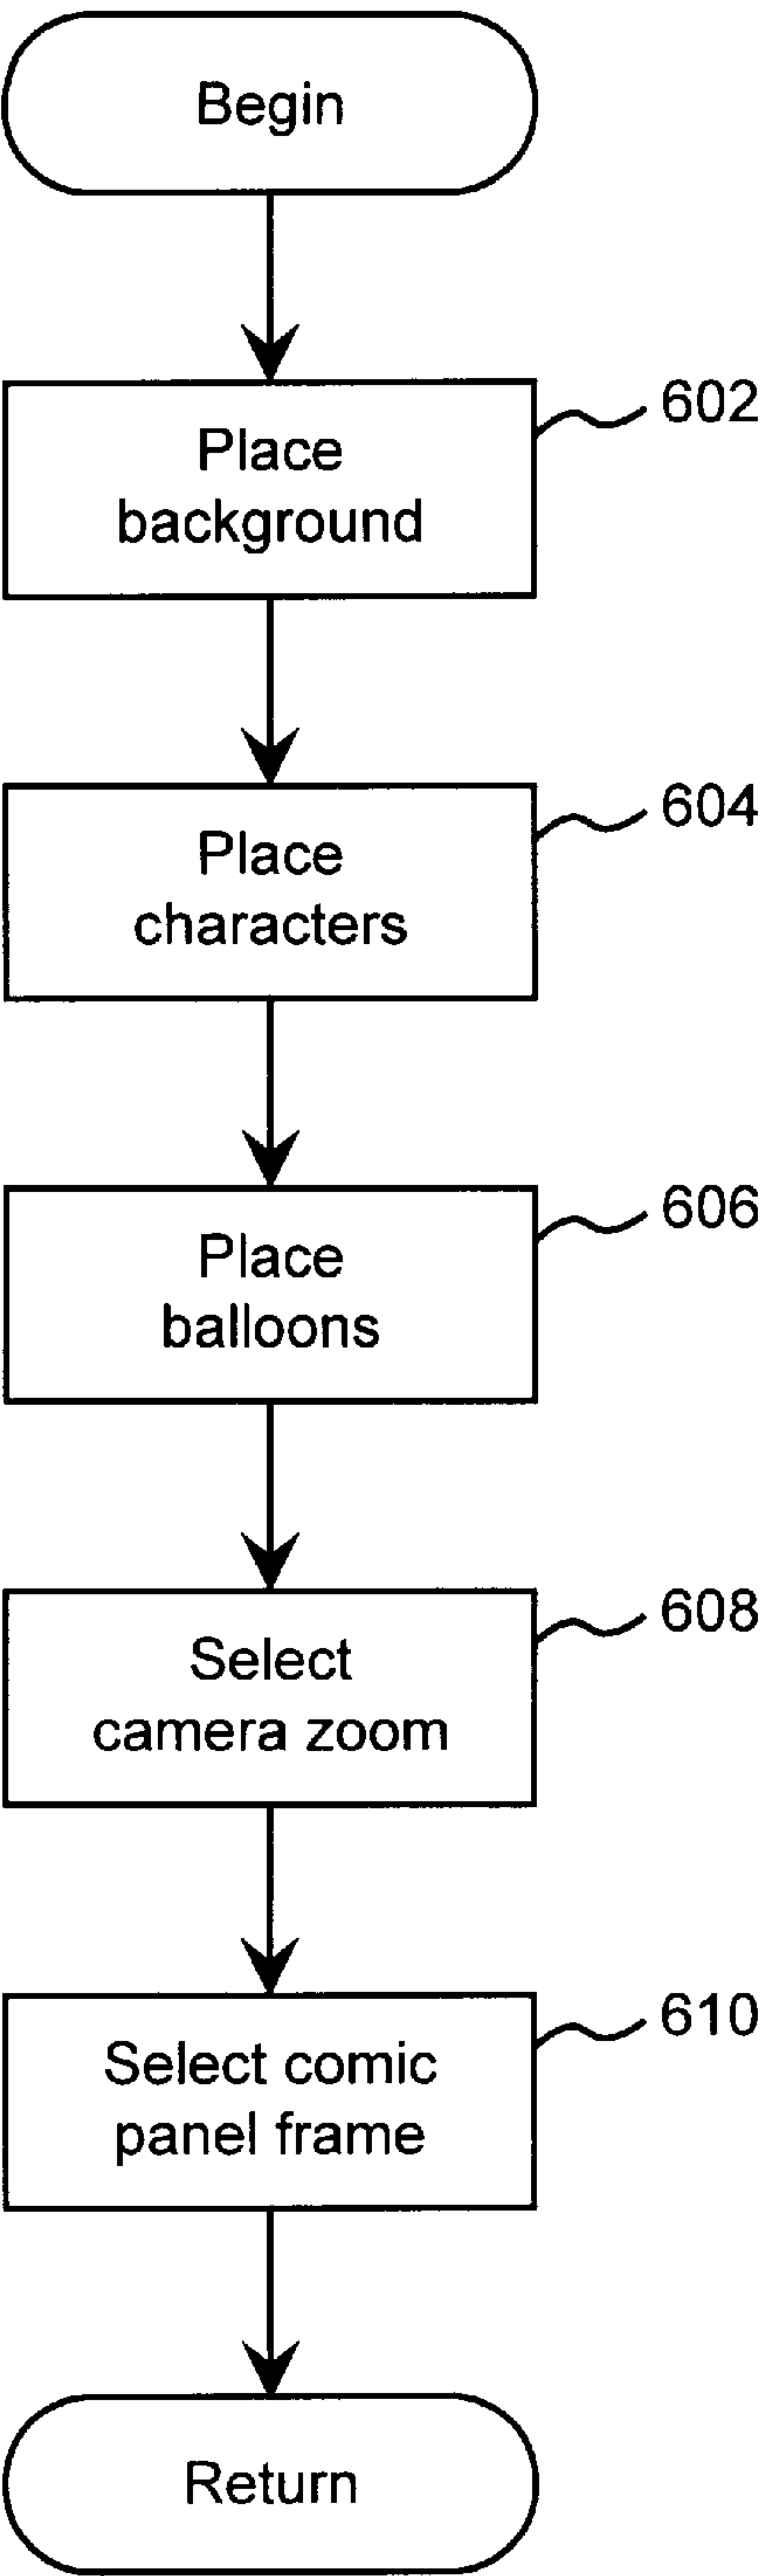 Begin
602
Place
background
604
Place
characters
606
Place
balloons
608
Select
camera zoom
610
Select comic
panel frame
Return